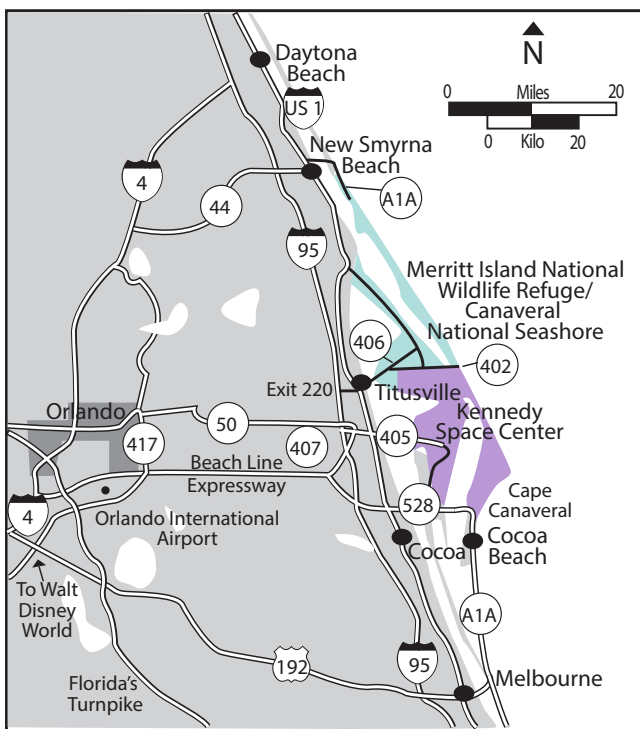 N
Daytona
Beach
0 Miles 20
0 Kilo 20
US 1
New Smyrna
Beach
4
44
A1A
95
Merritt Island National
Wildlife Refuge/
Canaveral
National Seashore
406
402
Exit 220
Titusville
Orlando
Kennedy
Space Center
50
417
407
405
Beach Line
Expressway
528
Cape
Canaveral
4
Orlando International
Airport
Cocoa
Cocoa
Beach
To Walt
Disney
World
A1A
192
95
Melbourne
Florida's
Turnpike